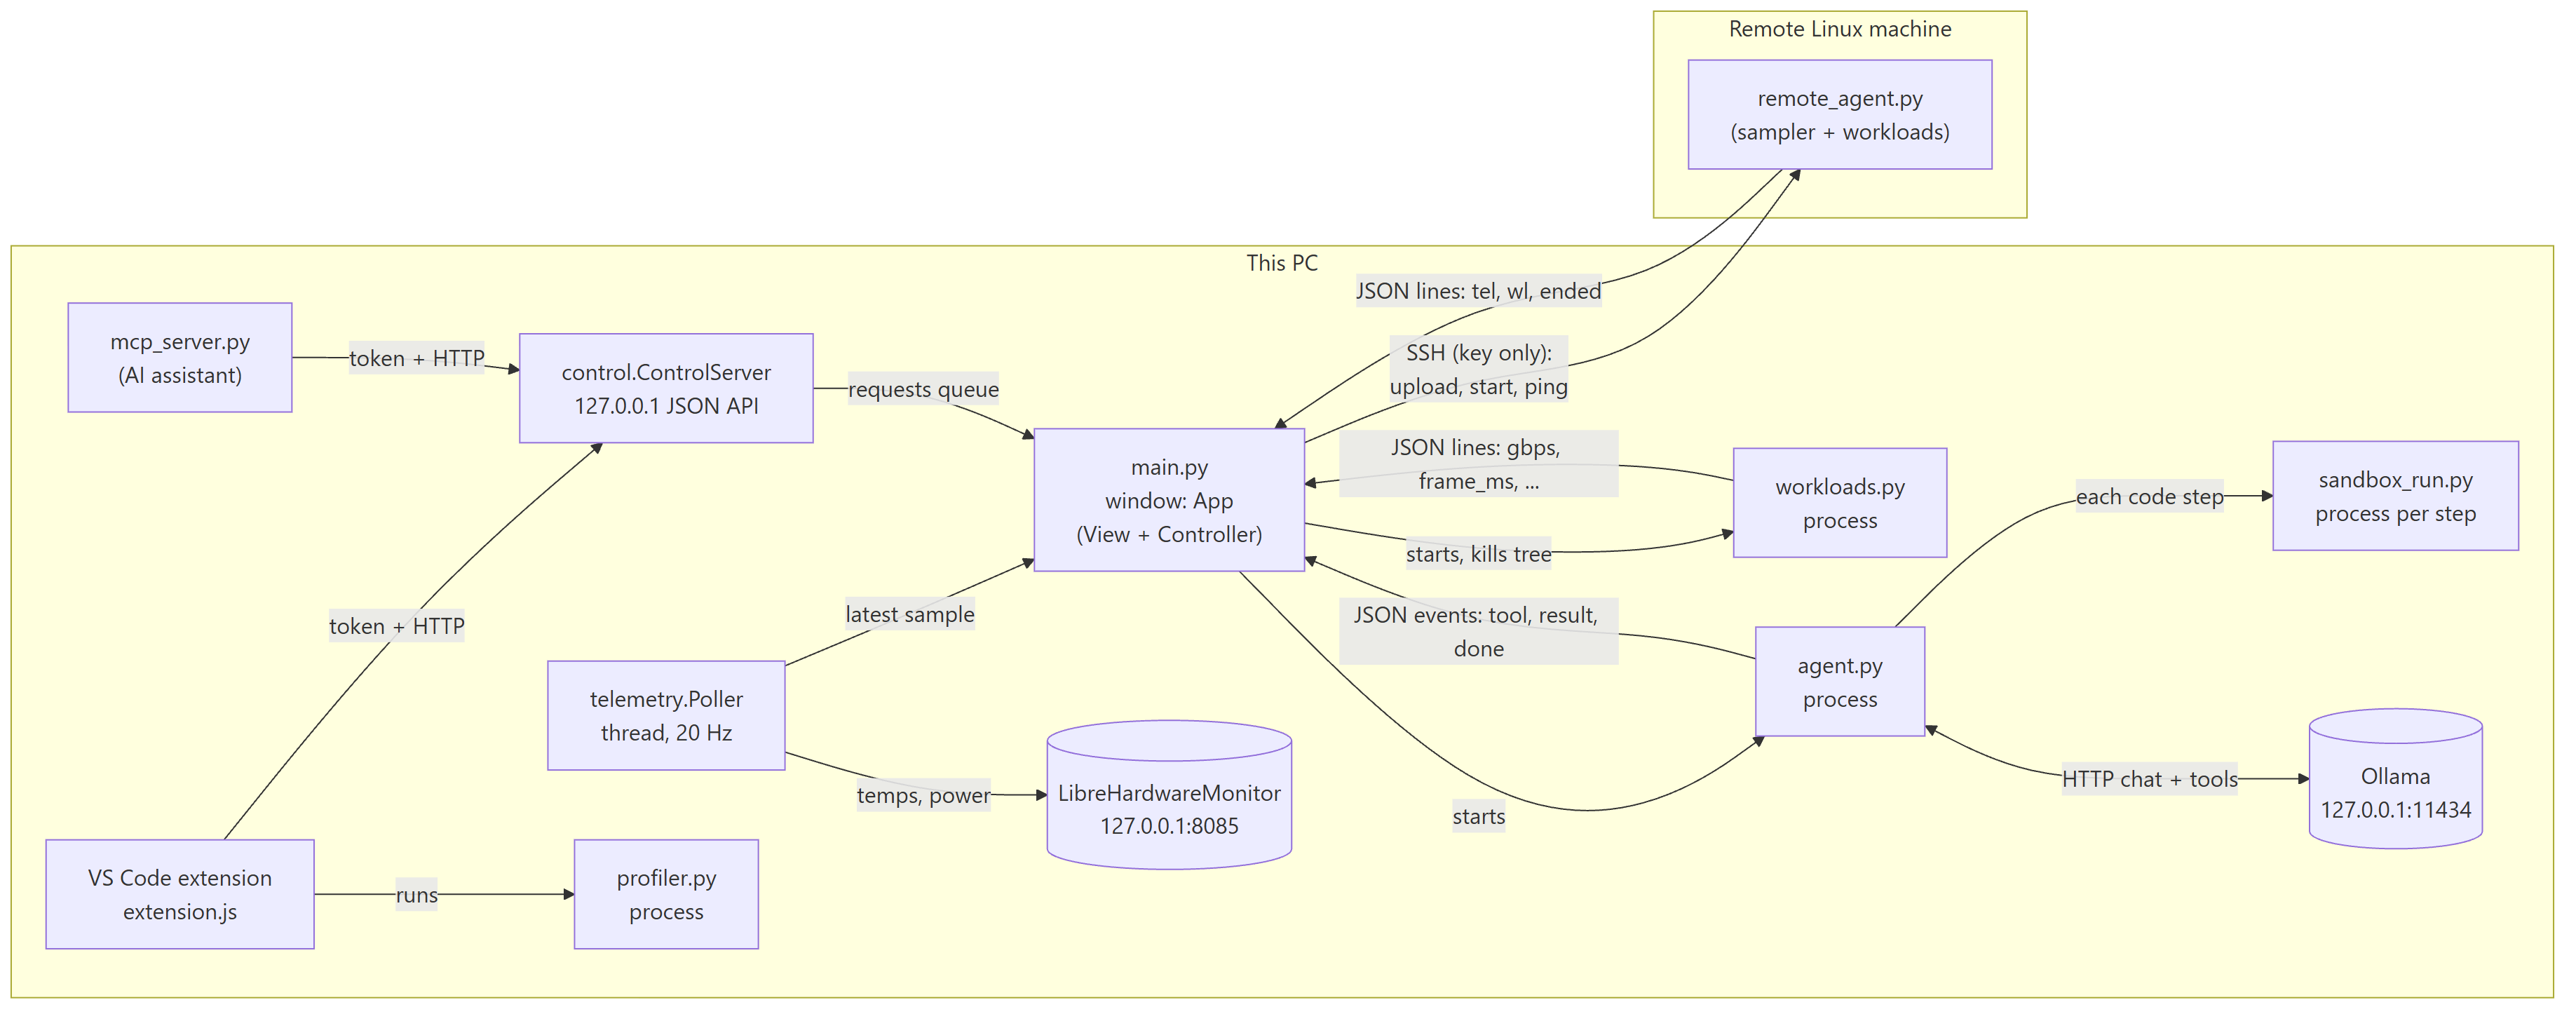 Remote Linux machine
remote_agent.py
(sampler + workloads)
This PC
mcp_server.py
(AI assistant)
token + HTTP
control.ControlServer
127.0.0.1 JSON API
requests queue
JSON lines: tel, wl, ended
SSH (key only):
upload, start, ping
main.py
window: App
(View + Controller)
JSON lines: gbps,
frame_ms, ...
starts, kills tree
workloads.py
process
each code step
sandbox_run.py
process per step
token + HTTP
latest sample
telemetry.Poller
thread, 20 Hz
temps, power
LibreHardwareMonitor
127.0.0.1:8085
JSON events: tool, result,
done
starts
agent.py
process
HTTP chat + tools
Ollama
127.0.0.1:11434
VS Code extension
extension.js
runs
profiler.py
process